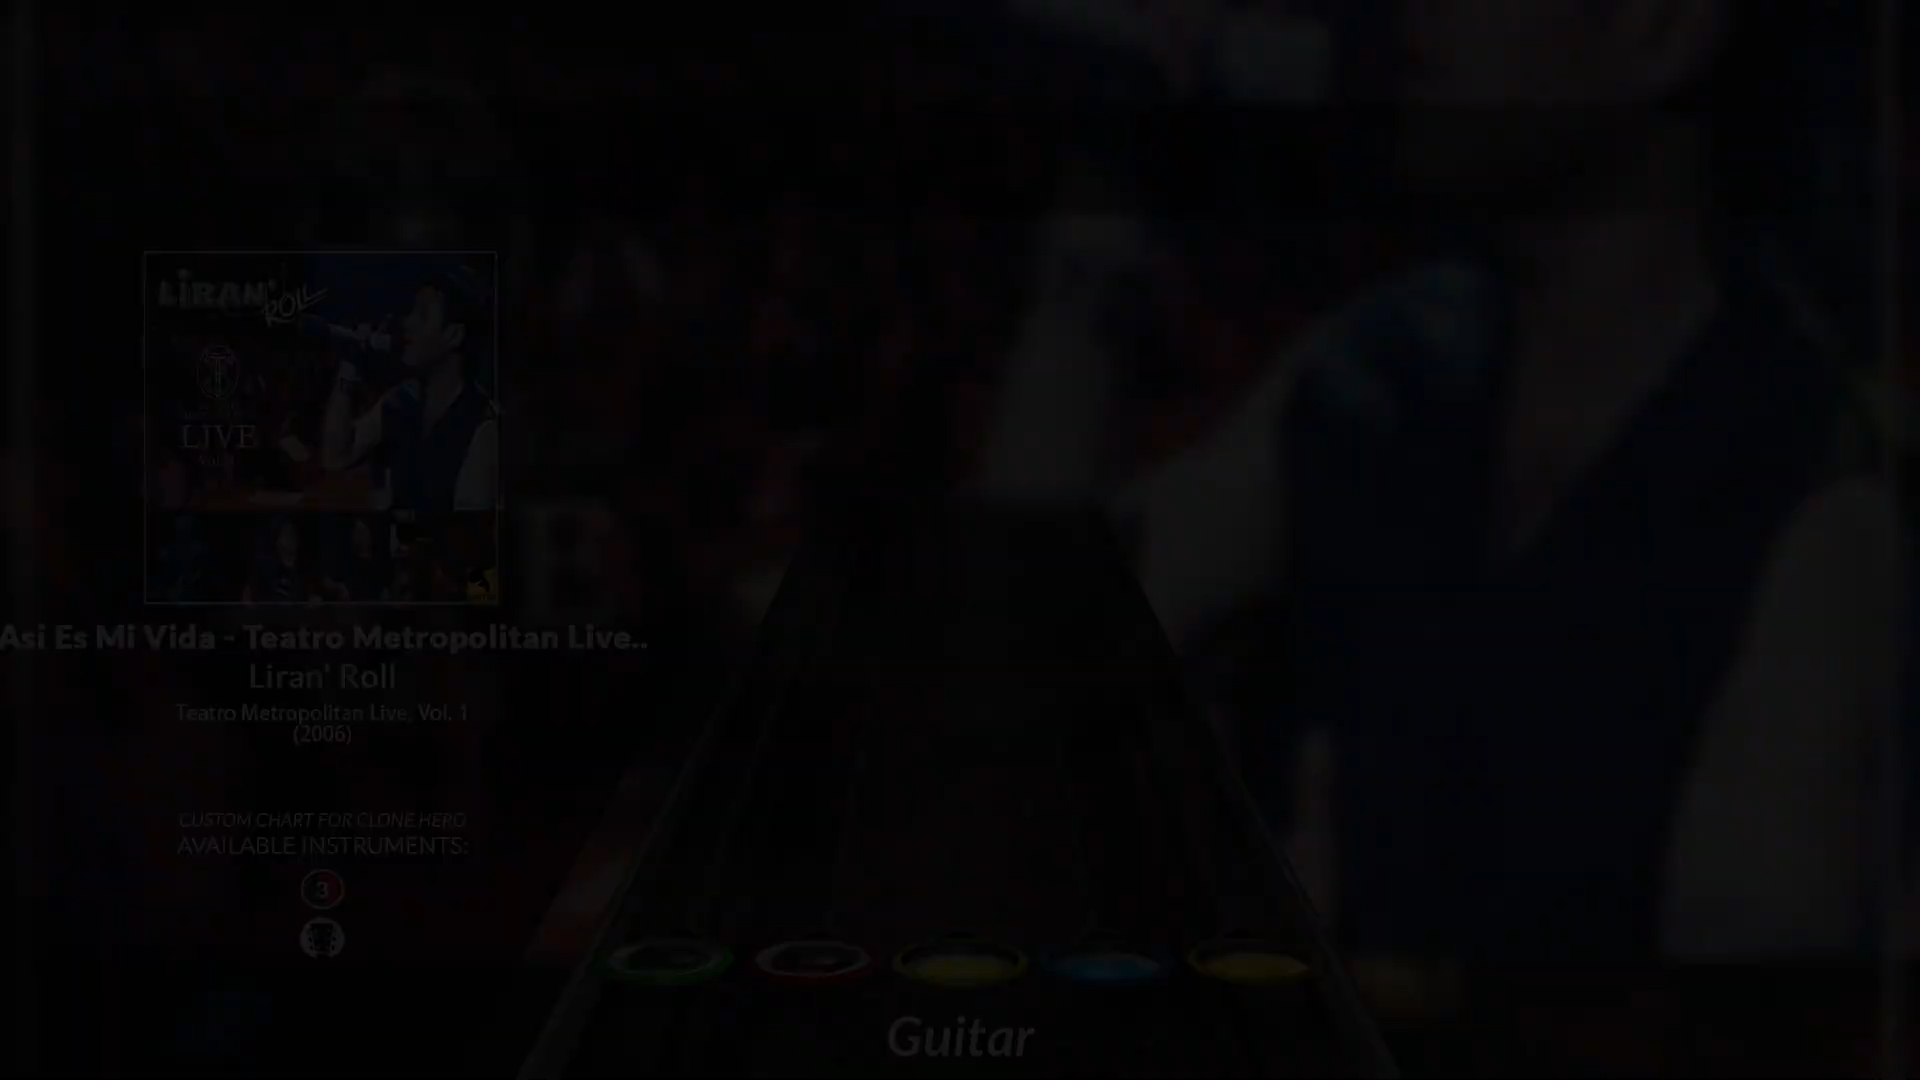 LiRAN'
ROLL
LIVE
Asi Es Mi Vida - Teatro Metropolitan Live..
Liran' Roll
Teatro Metropolitan Live, Vol. 1
(2006)
CUSTOM CHART FOR CLONE HERO
AVAILABLE INSTRUMENTS:
3
Guitar